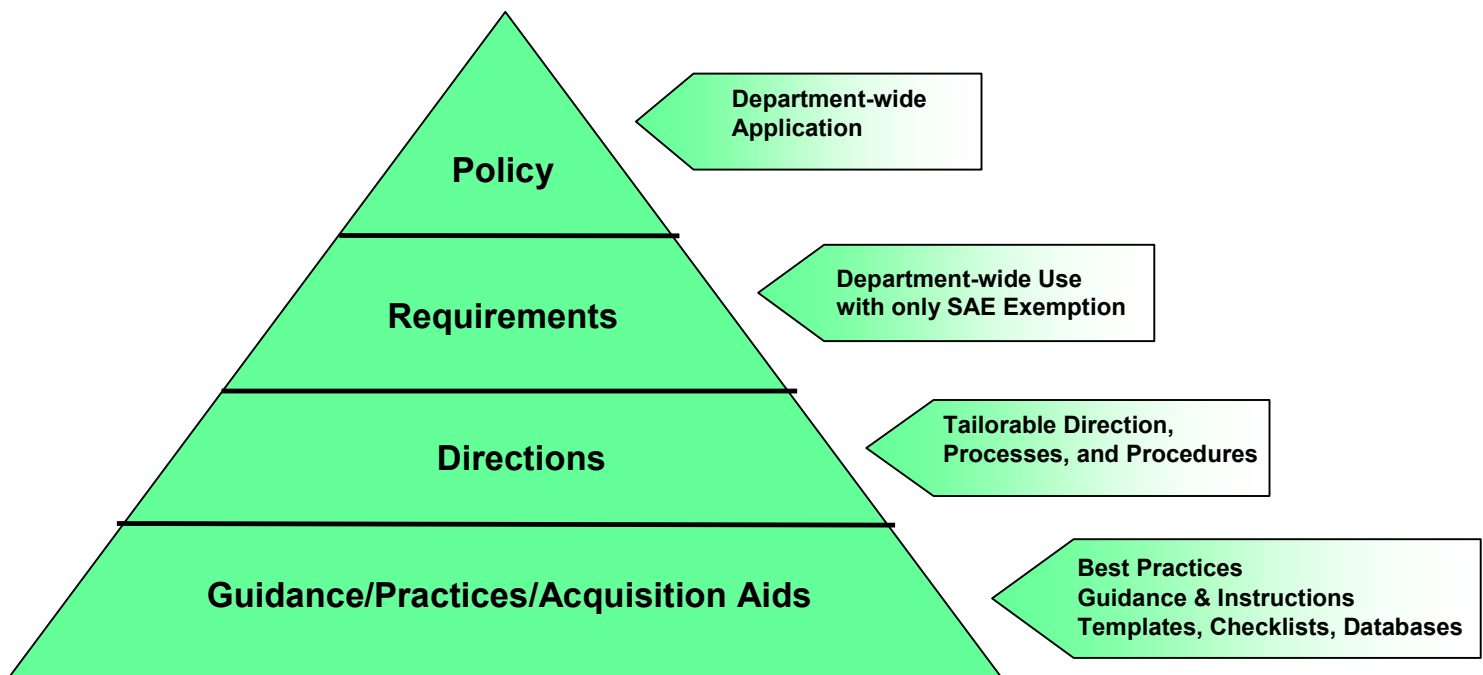 Department-wide
Application
Policy
Department-wide Use
with only SAE Exemption
Requirements
Tailorable Direction,
Processes, and Procedures
Directions
Best Practices
Guidance & Instructions
Templates, Checklists, Databases
Guidance/Practices/Acquisition Aids